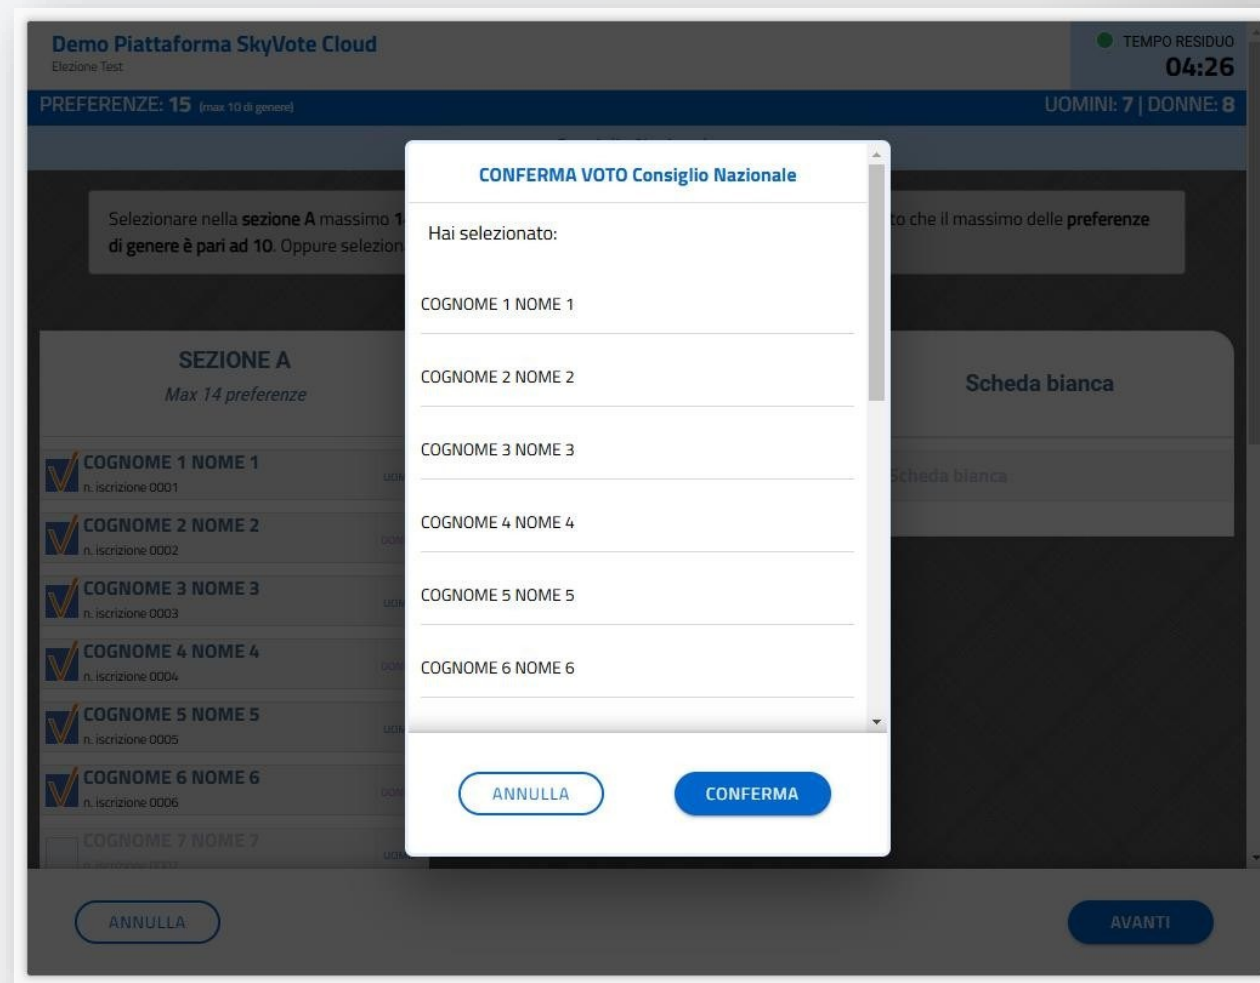 Demo Piattaforma SkyVote Cloud
Elezione Test
TEMPO RESIDUO
04:26
PREFERENZE: 15 (max 10 di genere)
UOMINI: 7 | DONNE: 8
CONFERMA VOTO Consiglio Nazionale
Hai selezionato:
COGNOME 1 NOME 1
COGNOME 2 NOME 2
COGNOME 3 NOME 3
COGNOME 4 NOME 4
COGNOME 5 NOME 5
COGNOME 6 NOME 6
ANNULLA
CONFERMA
Selezionare nella sezione A massimo che il massimo delle preferenze
di genere è pari ad 10. Oppure
SEZIONE A
Max 14 preferenze
COGNOME 1 NOME 1
n. iscrizione 0001
COGNOME 2 NOME 2
n. iscrizione 0002
COGNOME 3 NOME 3
n. iscrizione 0003
COGNOME 4 NOME 4
n. iscrizione 0004
COGNOME 5 NOME 5
n. iscrizione 0005
COGNOME 6 NOME 6
n. iscrizione 0006
COGNOME 7 NOME 7
Scheda bianca
Scheda bianca
ANNULLA
AVANTI